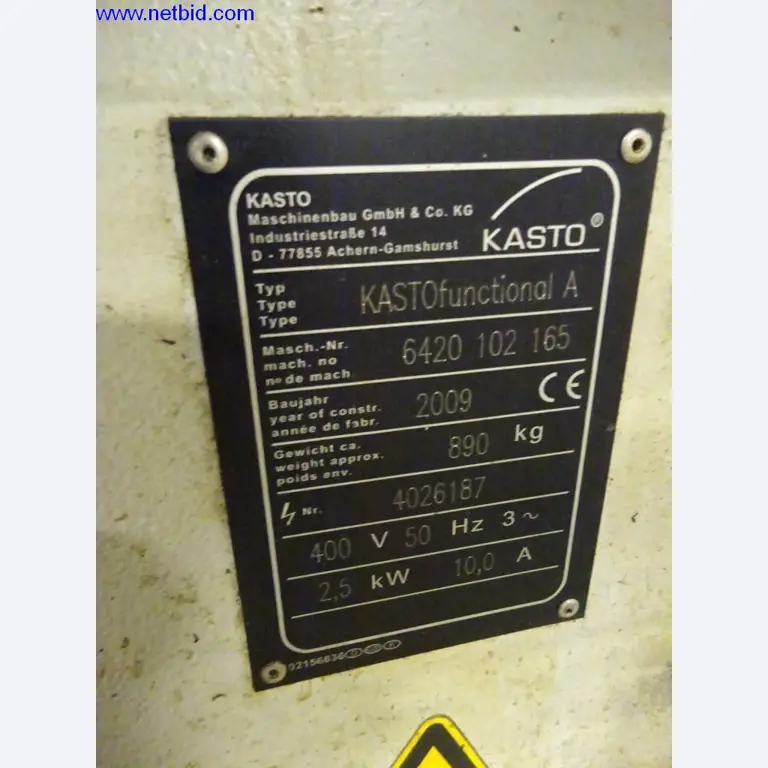 www.netbid.com
KASTO
Maschinenbau GmbH & Co. KG
Industriestraße 14
D - 77855 Achern-Gamshurst
KASTO®
Typ
Type
Type
KASTOfunctional A
Masch.-Nr.
mach. no
no de mach.
6420 102 165
Baujahr
year of constr.
année de fabr.
2009
CE
Gewicht ca.
weight approx.
poids env.
890 kg
Nr. 4026187
400 V 50 Hz 3~
2,5 kW 10,0 A